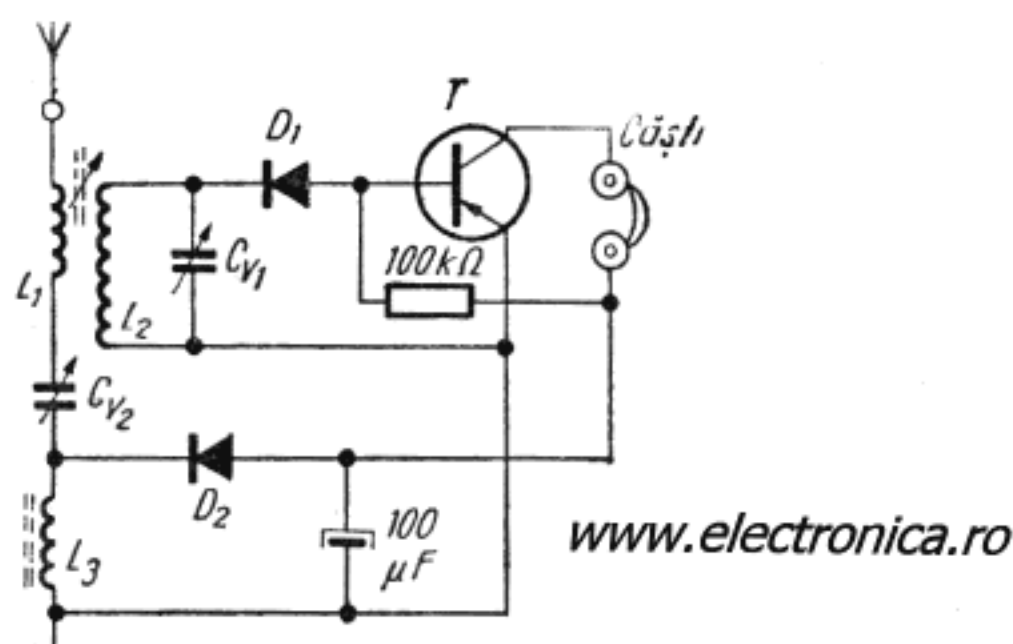 T
D1
Căști
CV1
100kΩ
L1
L2
CV2
D2
100
μF
L3
www.electronica.ro